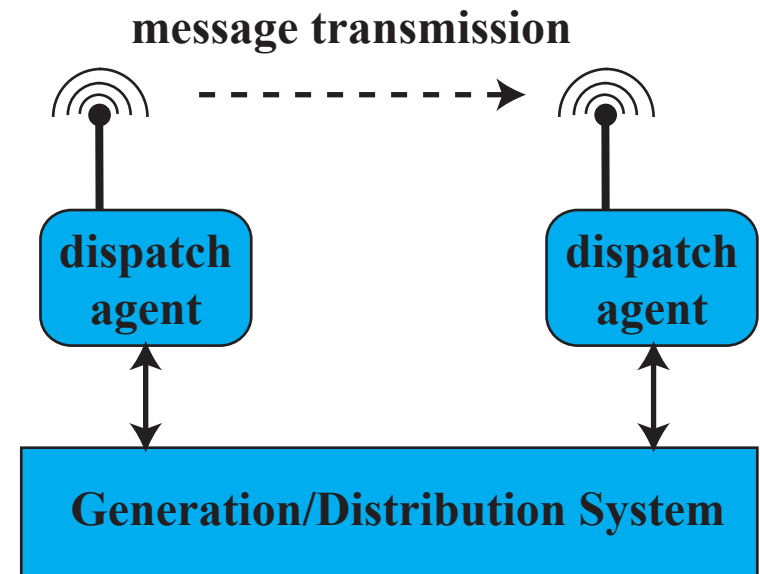 message transmission
dispatch
agent
dispatch
agent
Generation/Distribution System